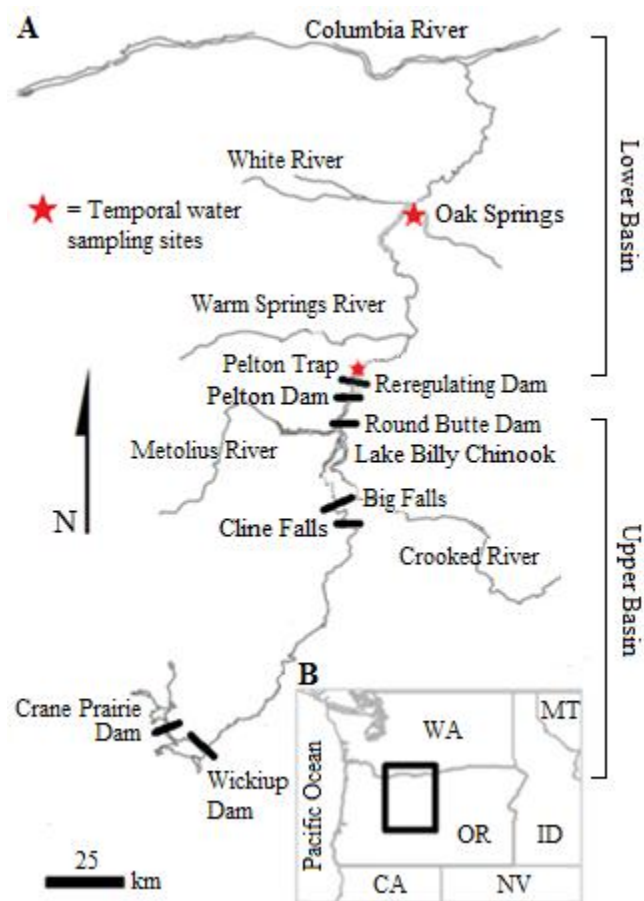 A
Columbia River
White River
= Temporal water
sampling sites
Oak Springs
Lower Basin
Warm Springs River
Pelton Trap
Reregulating Dam
Pelton Dam
Round Butte Dam
Metolius River
Lake Billy Chinook
N
Big Falls
Cline Falls
Crooked River
Upper Basin
Crane Prairie
Dam
Wickiup
Dam
B
WA
MT
Pacific Ocean
OR
ID
CA
NV
25
km